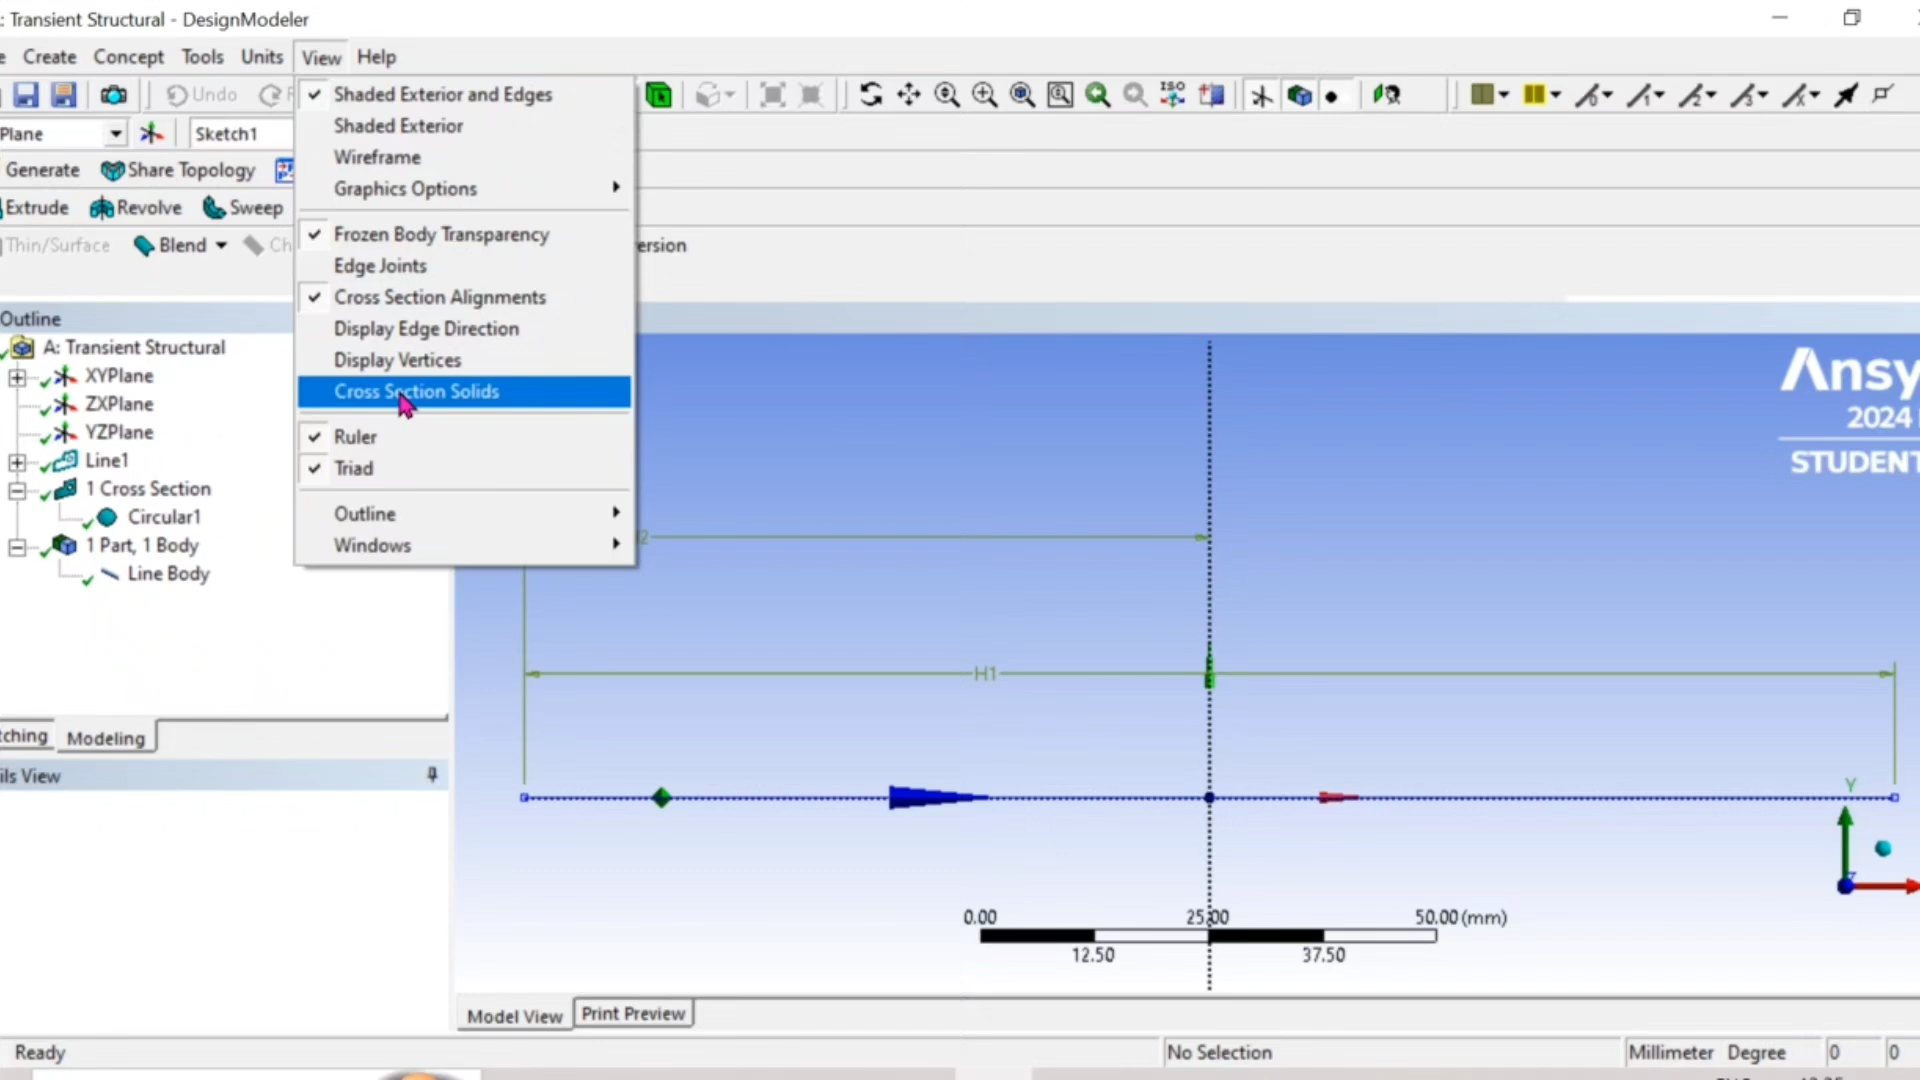 : Transient Structural - DesignModeler
Create Concept Tools Units View Help
Undo
Plane Sketch1
Generate Share Topology
Extrude Revolve Sweep
Thin/Surface Blend Ch ersion
Shaded Exterior and Edges
Shaded Exterior
Wireframe
Graphics Options
Frozen Body Transparency
Edge Joints
Cross Section Alignments
Display Edge Direction
Display Vertices
Cross Section Solids
Ruler
Triad
Outline
Windows
Outline
A: Transient Structural
XYPlane
ZXPlane
YZPlane
Line1
1 Cross Section
Circular1
1 Part, 1 Body
Line Body
tching Modeling
ils View
Ansy
2024
STUDENT
ISO
2
H1
Y
0.00 25.00 50.00 (mm)
12.50 37.50
Model View Print Preview
Ready No Selection Millimeter Degree 0 0